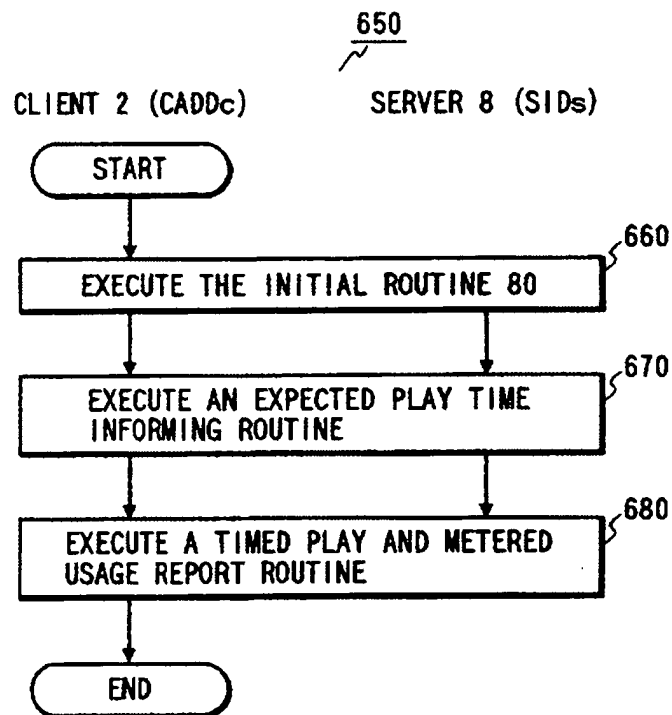 650
CLIENT 2 (CADDc) SERVER 8 (SIDs)
START
660
EXECUTE THE INITIAL ROUTINE 80
670
EXECUTE AN EXPECTED PLAY TIME
INFORMING ROUTINE
680
EXECUTE A TIMED PLAY AND METERED
USAGE REPORT ROUTINE
END